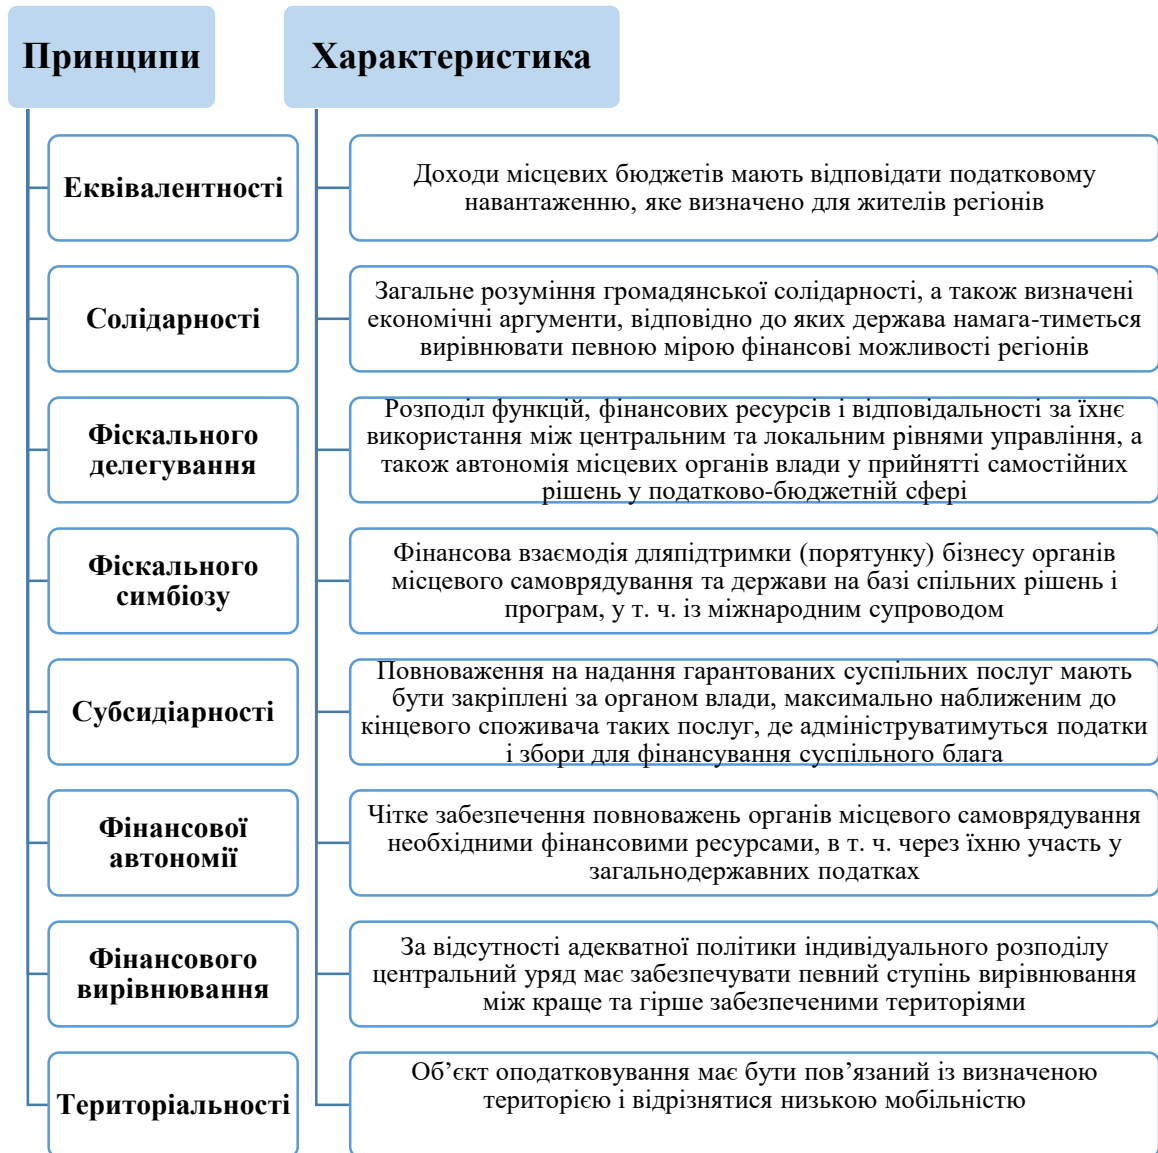 Принципи
Характеристика
Еквівалентності
Доходи місцевих бюджетів мають відповідати податковому
навантаженню, яке визначено для жителів регіонів
Солідарності
Загальне розуміння громадянської солідарності, а також визначені
економічні аргументи, відповідно до яких держава намага-тиметься
вирівнювати певною мірою фінансові можливості регіонів
Фіскального
делегування
Розподіл функцій, фінансових ресурсів і відповідальності за їхнє
використання між центральним та локальним рівнями управління, а
також автономія місцевих органів влади у прийнятті самостійних
рішень у податково-бюджетній сфері
Фіскального
симбіозу
Фінансова взаємодія дляпідтримки (порятунку) бізнесу органів
місцевого самоврядування та держави на базі спільних рішень і
програм, у т. ч. із міжнародним супроводом
Субсидіарності
Повноваження на надання гарантованих суспільних послуг мають
бути закріплені за органом влади, максимально наближеним до
кінцевого споживача таких послуг, де адмініструватимуться податки
і збори для фінансування суспільного блага
Фінансової
автономії
Чітке забезпечення повноважень органів місцевого самоврядування
необхідними фінансовими ресурсами, в т. ч. через їхню участь у
загальнодержавних податках
Фінансового
вирівнювання
За відсутності адекватної політики індивідуального розподілу
центральний уряд має забезпечувати певний ступінь вирівнювання
між краще та гірше забезпеченими територіями
Територіальності
Об’єкт оподатковування має бути пов’язаний із визначеною
територією і відрізнятися низькою мобільністю